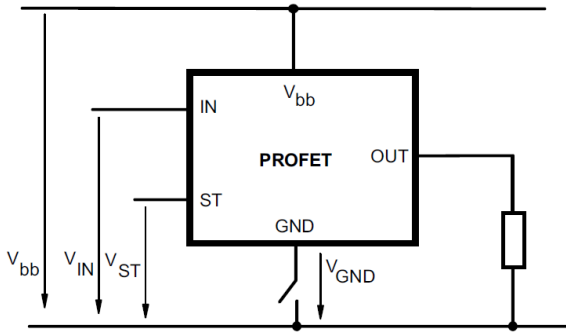 V_bb
IN
PROFET
OUT
ST
GND
V_bb
V_IN
V_ST
V_GND